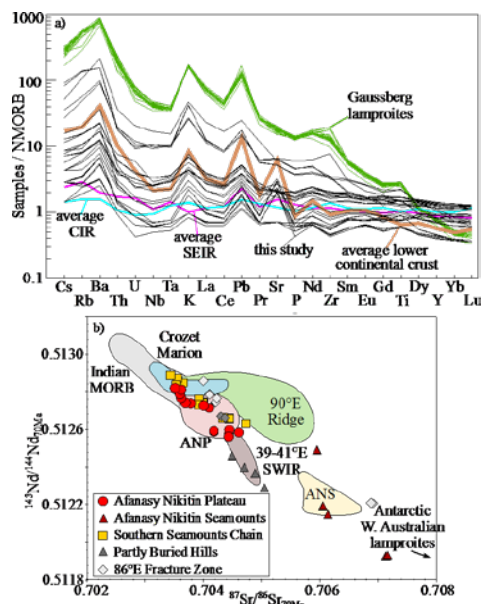 a)
1000
100
10
1
0.1
Samples / NMORB
Gaussberg
lamproites
average
CIR
average
SEIR
this study
average lower
continental crust
Cs Ba U Ta La Pb Sr Nd Sm Gd Dy Yb
Rb Th Nb K Ce Pr P Zr Eu Ti Y Lu
b)
0.5130
0.5126
0.5122
0.5118
143Nd/144Nd70Ma
Crozet
Marion
Indian
MORB
90°E
Ridge
ANP
39-41°E
SWIR
ANS
Antarctic
W. Australian
lamproites
Afanasy Nikitin Plateau
Afanasy Nikitin Seamounts
Southern Seamounts Chain
Partly Buried Hills
86°E Fracture Zone
0.702 0.704 0.706 0.708
87Sr/86Sr70Ma